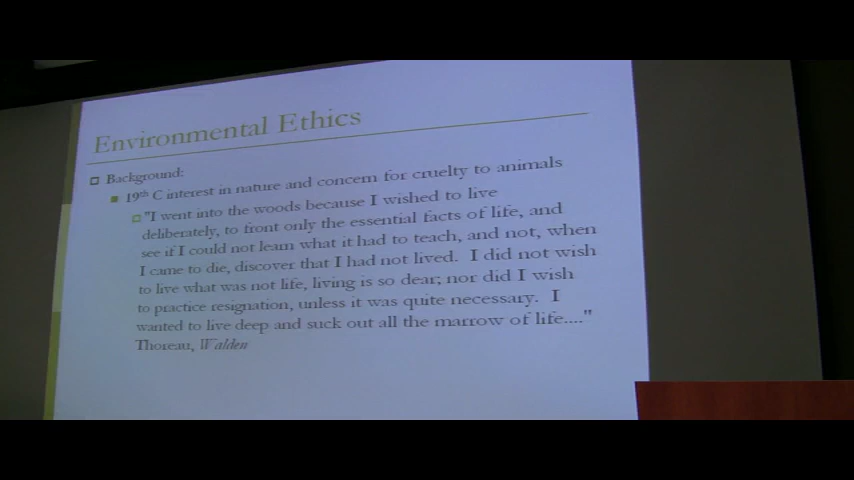 Environmental Ethics
Background:
19th C interest in nature and concern for cruelty to animals
"I went into the woods because I wished to live
deliberately, to front only the essential facts of life, and
see if I could not learn what it had to teach, and not, when
I came to die, discover that I had not lived. I did not wish
to live what was not life, living is so dear; nor did I wish
to practice resignation, unless it was quite necessary. I
wanted to live deep and suck out all the marrow of life...."
Thoreau, Walden